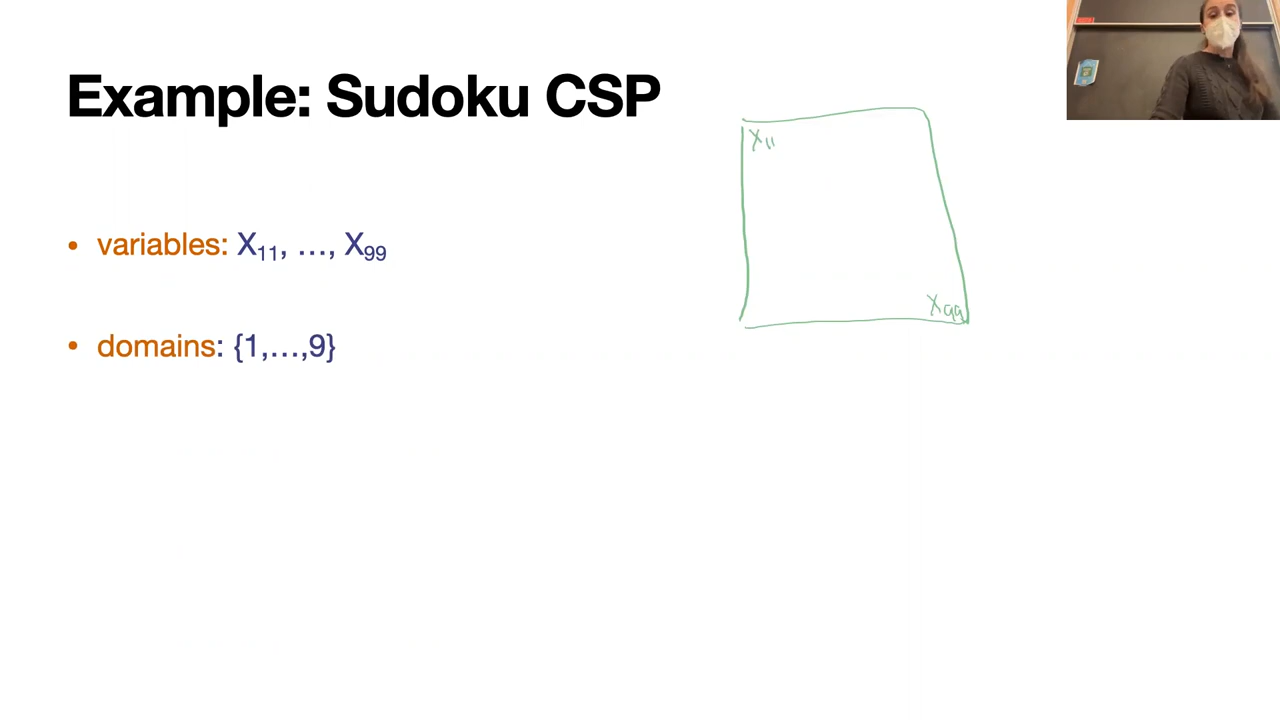 Example: Sudoku CSP
X11
• variables: X11, …, X99
X99
• domains: {1,…,9}